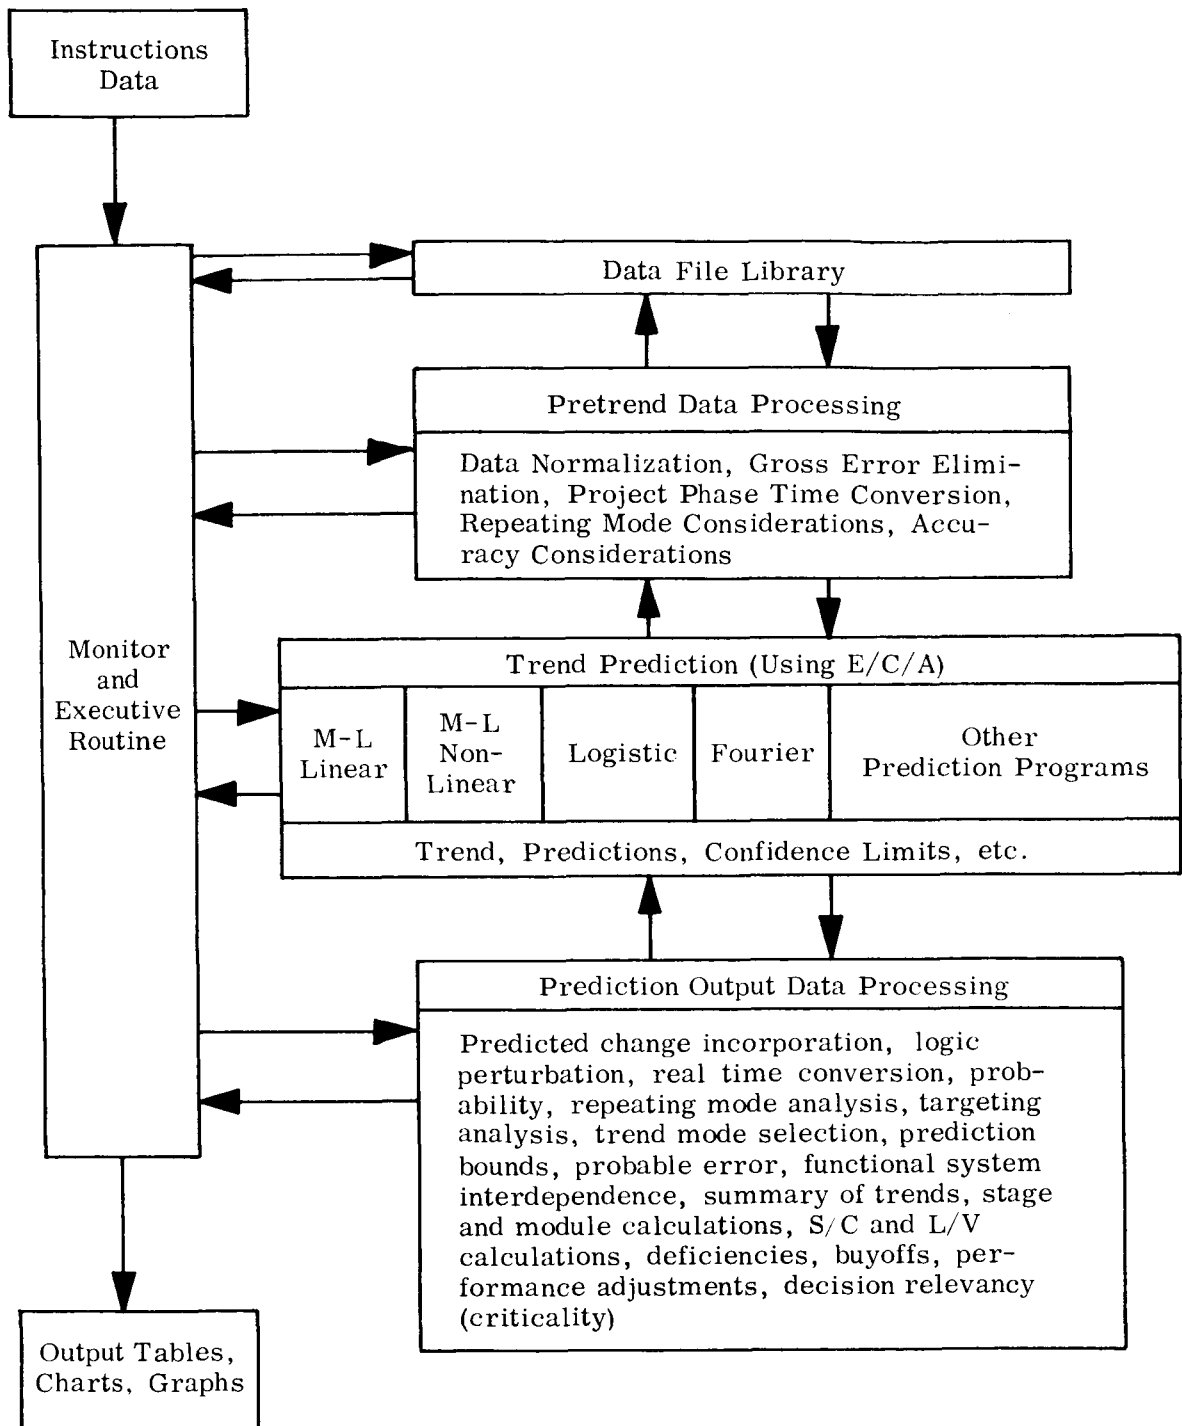 Instructions
Data
Data File Library
Pretrend Data Processing
Data Normalization, Gross Error Elimi-
nation, Project Phase Time Conversion,
Repeating Mode Considerations, Accu-
racy Considerations
Monitor
and
Executive
Routine
Trend Prediction (Using E/C/A)
M-L
Linear
M-L
Non-
Linear
Logistic
Fourier
Other
Prediction Programs
Trend, Predictions, Confidence Limits, etc.
Prediction Output Data Processing
Predicted change incorporation, logic
perturbation, real time conversion, prob-
ability, repeating mode analysis, targeting
analysis, trend mode selection, prediction
bounds, probable error, functional system
interdependence, summary of trends, stage
and module calculations, S/C and L/V
calculations, deficiencies, buyoffs, per-
formance adjustments, decision relevancy
(criticality)
Output Tables,
Charts, Graphs